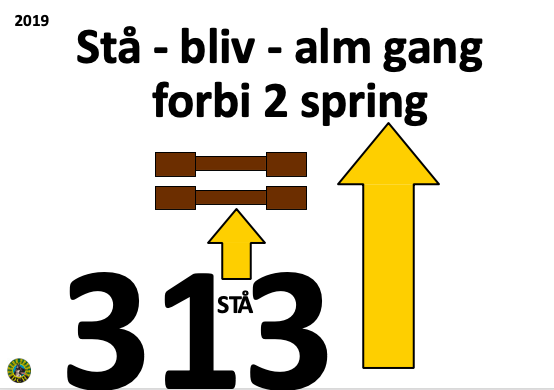 2019
Stå - bliv - alm gang
forbi 2 spring
STÅ
313